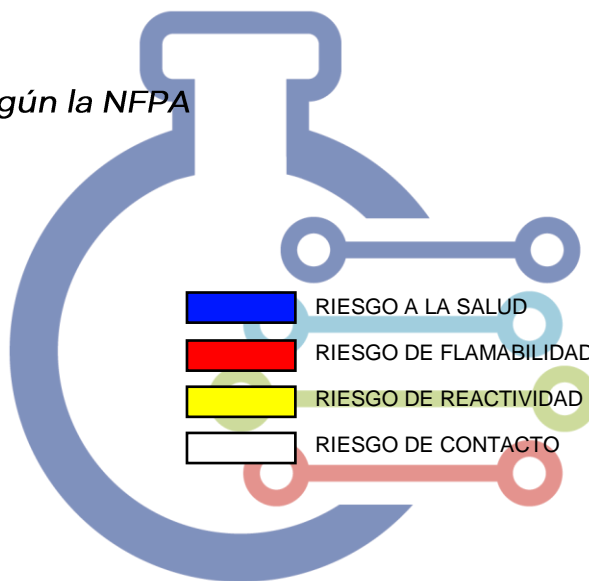 gún la NFPA
RIESGO A LA SALUD
RIESGO DE FLAMABILIDAD
RIESGO DE REACTIVIDAD
RIESGO DE CONTACTO